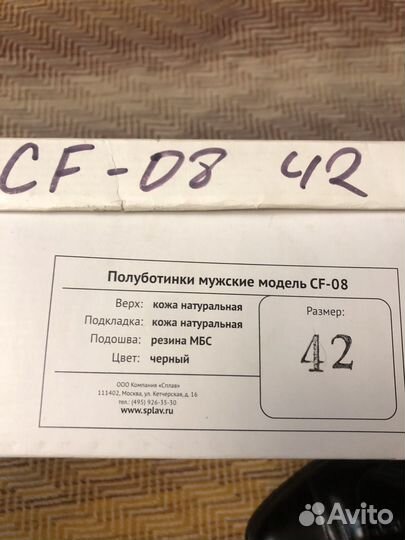 CF-08 42
Полуботинки мужские модель CF-08
Верх: кожа натуральная
Подкладка: кожа натуральная
Подошва: резина МБС
Цвет: черный
Размер:
42
ООО Компания «Сплав»
111402, Москва, ул. Кетчерская, д. 16
тел.: (495) 926-35-30
www.splav.ru
Avito